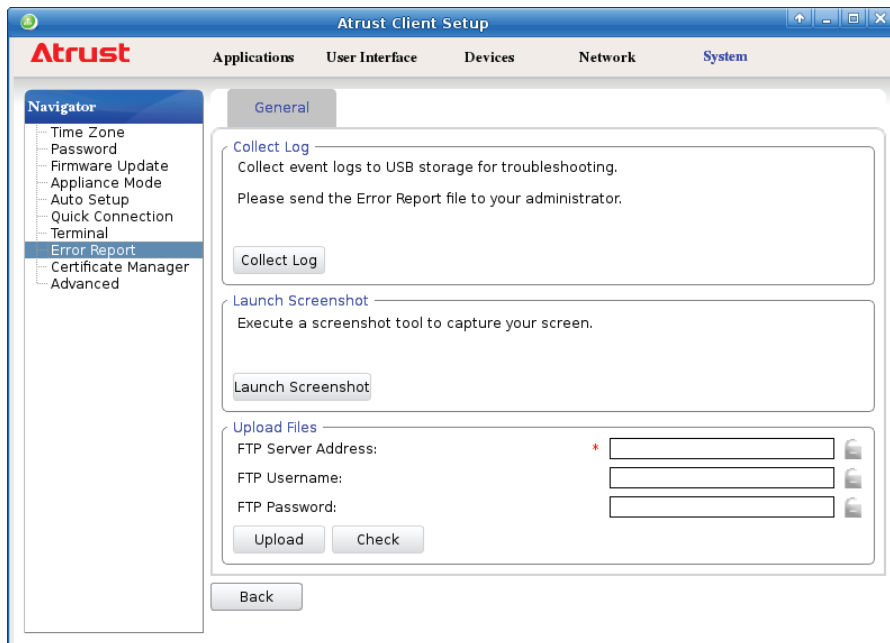 Atrust Client Setup
Atrust
Applications User Interface Devices Network System
Navigator
Time Zone
Password
Firmware Update
Appliance Mode
Auto Setup
Quick Connection
Terminal
Error Report
Certificate Manager
Advanced
General
Collect Log
Collect event logs to USB storage for troubleshooting.
Please send the Error Report file to your administrator.
Collect Log
Launch Screenshot
Execute a screenshot tool to capture your screen.
Launch Screenshot
Upload Files
FTP Server Address: *
FTP Username:
FTP Password:
Upload Check
Back